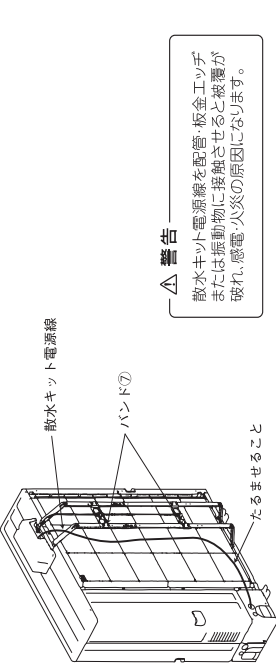 散水キット電源線
バンド⑦
たるませること
⚠ 警告
散水キット電源線を配管・板金エッヂ
または振動物に接触させると被覆が
破れ、感電・火災の原因になります。